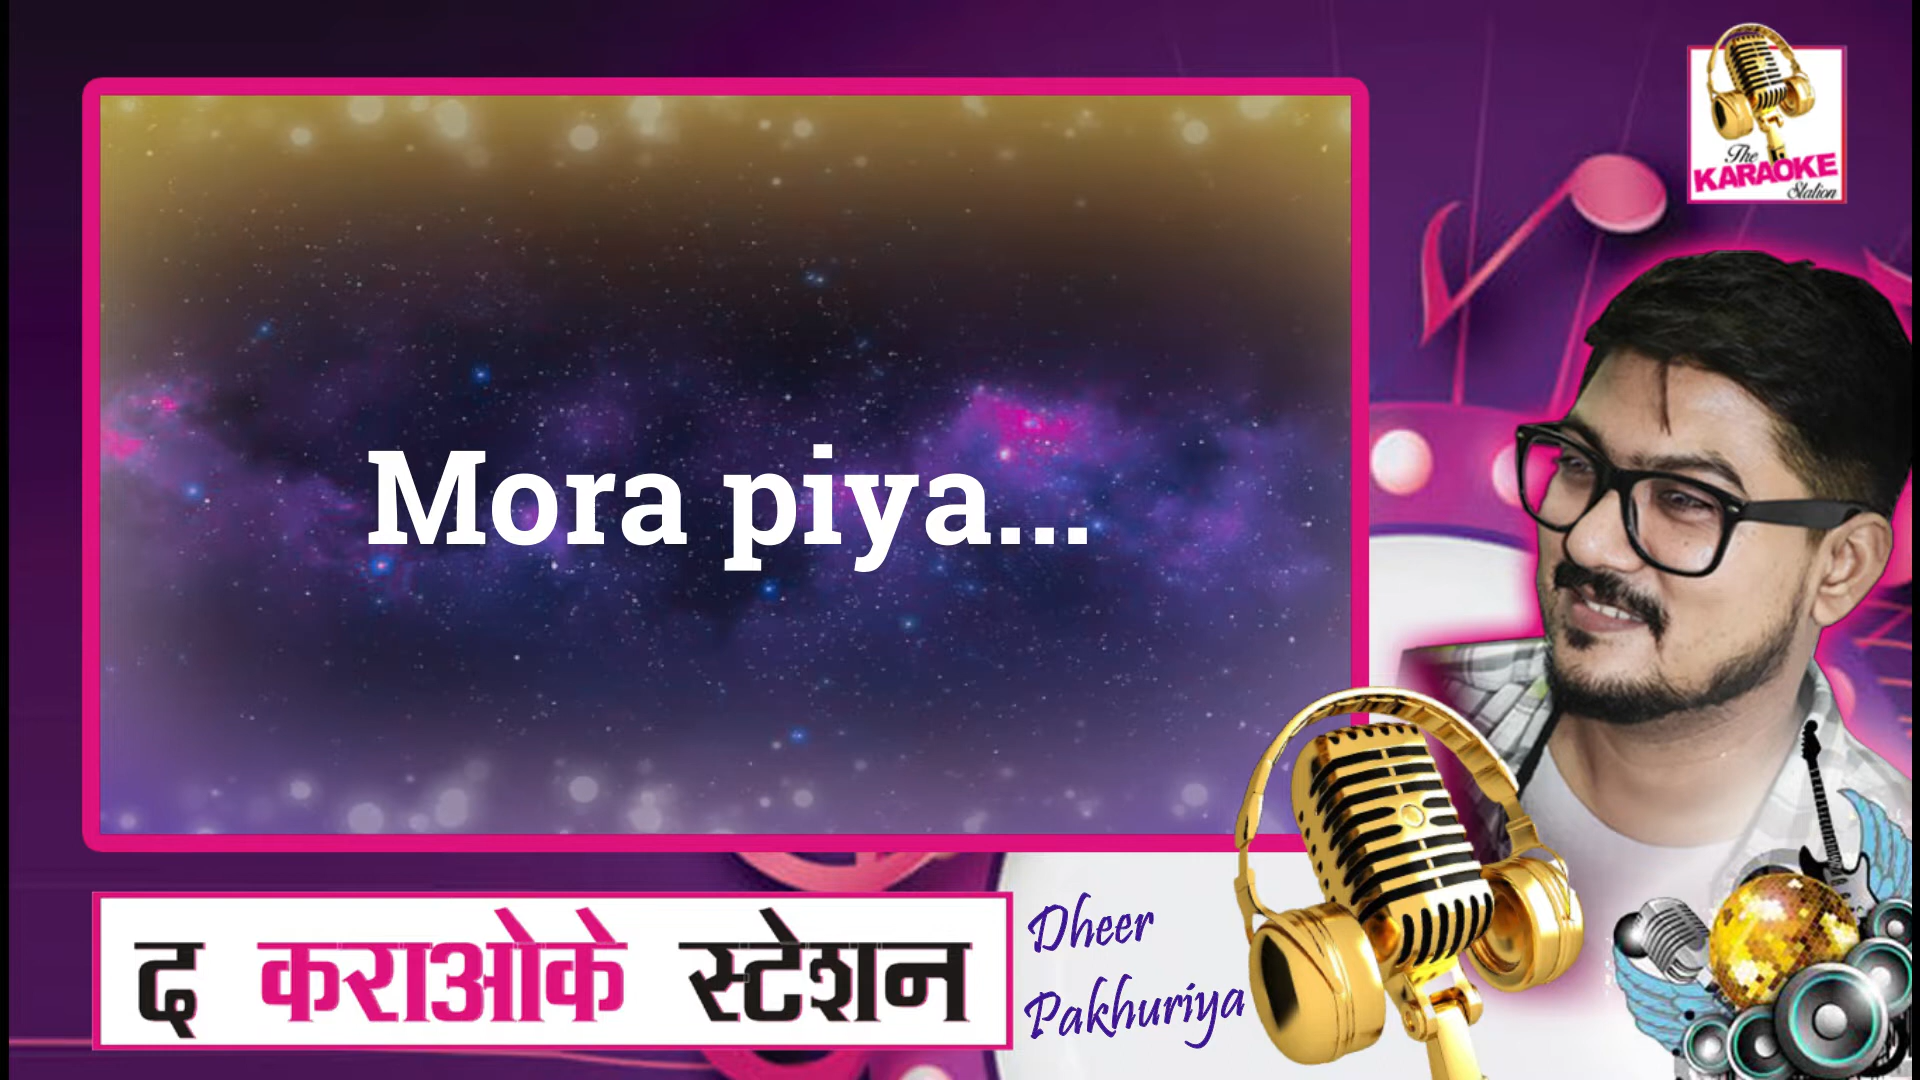 The
KARAOKE
Station
Mora piya...
द कराओके स्टेशन
Dheer
Pakhuriya